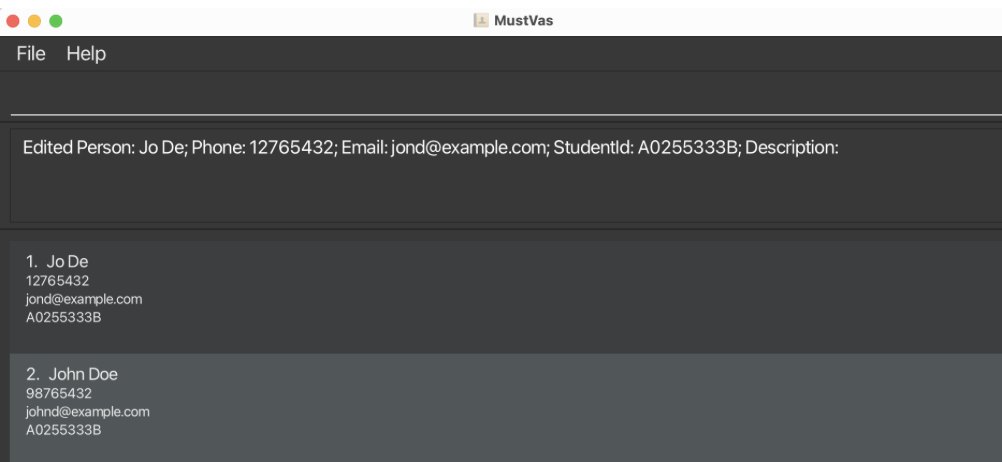 MustVas
File Help
Edited Person: Jo De; Phone: 12765432; Email: jond@example.com; StudentId: A0255333B; Description:
1. Jo De
12765432
jond@example.com
A0255333B
2. John Doe
98765432
johnd@example.com
A0255333B